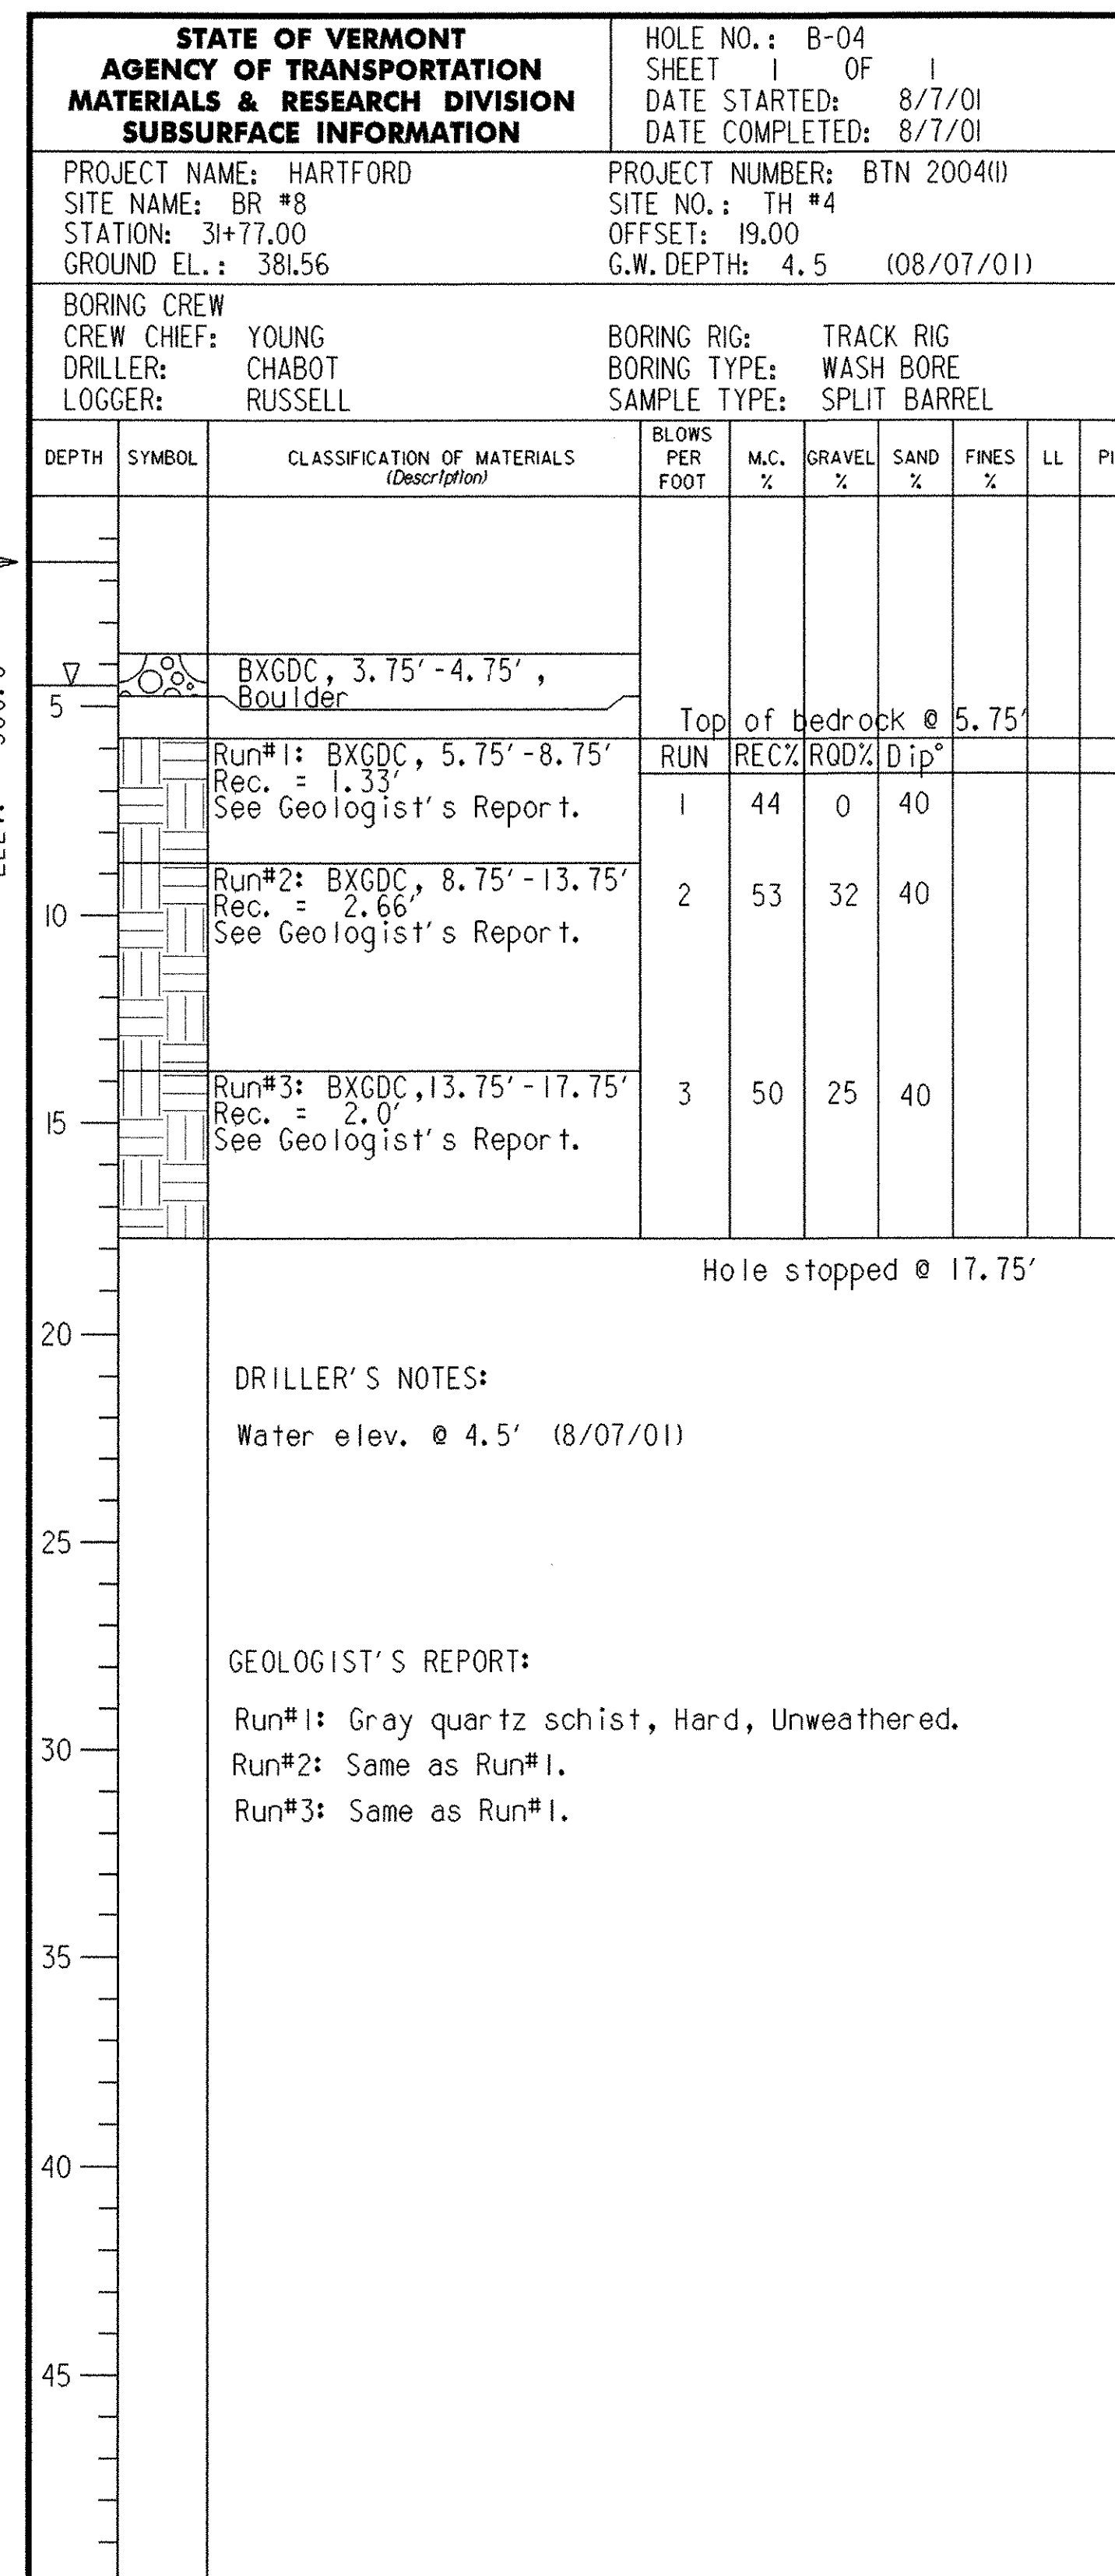 STATE OF VERMONT
AGENCY OF TRANSPORTATION
MATERIALS & RESEARCH DIVISION
SUBSURFACE INFORMATION
HOLE NO.: B-04
SHEET 1 OF 1
DATE STARTED: 8/7/01
DATE COMPLETED: 8/7/01
PROJECT NAME: HARTFORD
SITE NAME: BR #8
STATION: 31+77.00
GROUND EL.: 381.56
PROJECT NUMBER: BTN 2004(1)
SITE NO.: TH #4
OFFSET: 19.00
G.W. DEPTH: 4.5 (08/07/01)
BORING CREW
CREW CHIEF: YOUNG
DRILLER: CHABOT
LOGGER: RUSSELL
BORING RIG: TRACK RIG
BORING TYPE: WASH BORE
SAMPLE TYPE: SPLIT BARREL
DEPTH SYMBOL CLASSIFICATION OF MATERIALS (Description) BLOWS PER FOOT M.C. % GRAVEL % SAND % FINES % LL PI
BXGDC, 3.75'-4.75',
Boulder
5
Top of bedrock @ 5.75'
RUN REC% RQD% Dip°
Run#1: BXGDC, 5.75'-8.75'
Rec. = 1.33'
See Geologist's Report.
1 44 0 40
Run#2: BXGDC, 8.75'-13.75'
Rec. = 2.66'
See Geologist's Report.
2 53 32 40
10
Run#3: BXGDC,13.75'-17.75'
Rec. = 2.0'
See Geologist's Report.
3 50 25 40
15
Hole stopped @ 17.75'
20
DRILLER'S NOTES:
Water elev. @ 4.5' (8/07/01)
25
GEOLOGIST'S REPORT:
Run#1: Gray quartz schist, Hard, Unweathered.
30
Run#2: Same as Run#1.
Run#3: Same as Run#1.
35
40
45